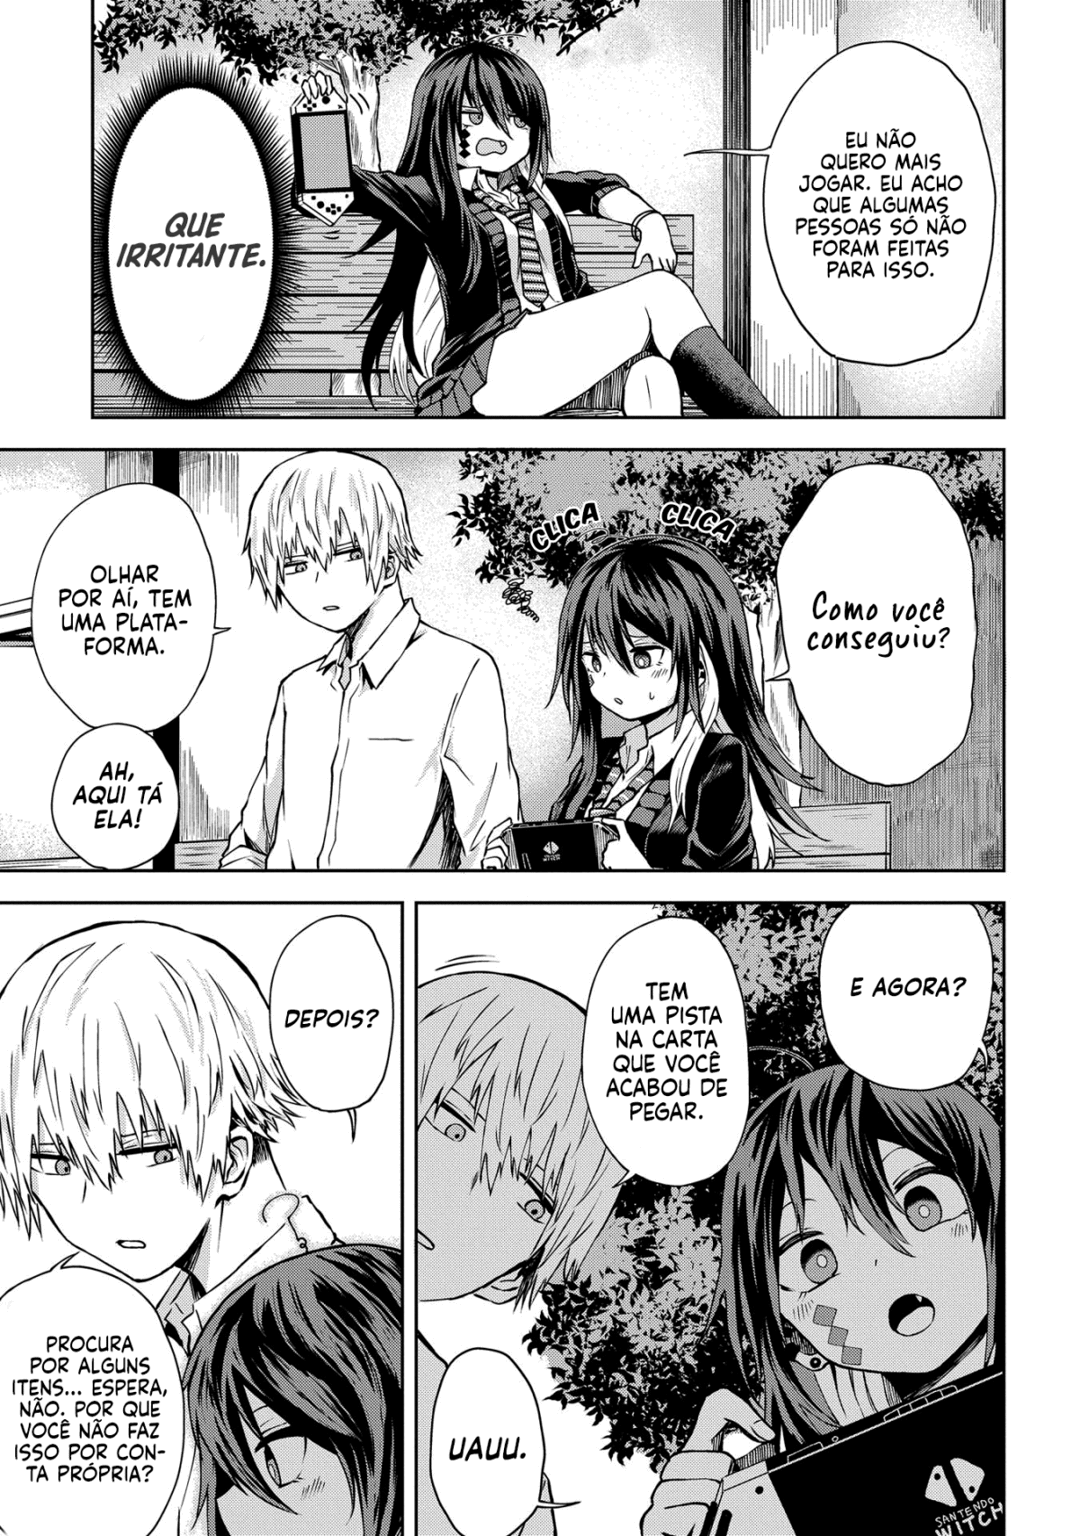 EU NÃO
QUERO MAIS
JOGAR. EU ACHO
QUE ALGUMAS
PESSOAS SÓ NÃO
FORAM FEITAS
PARA ISSO.
QUE
IRRITANTE.
Como você
conseguiu?
CLICA
CLICA
OLHAR
POR AÍ, TEM
UMA PLATA-
FORMA.
AH,
AQUI TÁ
ELA!
E AGORA?
TEM
UMA PISTA
NA CARTA
QUE VOCÊ
ACABOU DE
PEGAR.
UAUU.
SANTENDO
WITCH
DEPOIS?
PROCURA
POR ALGUNS
ITENS... ESPERA,
NÃO. POR QUE
VOCÊ NÃO FAZ
ISSO POR CON-
TA PRÓPRIA?